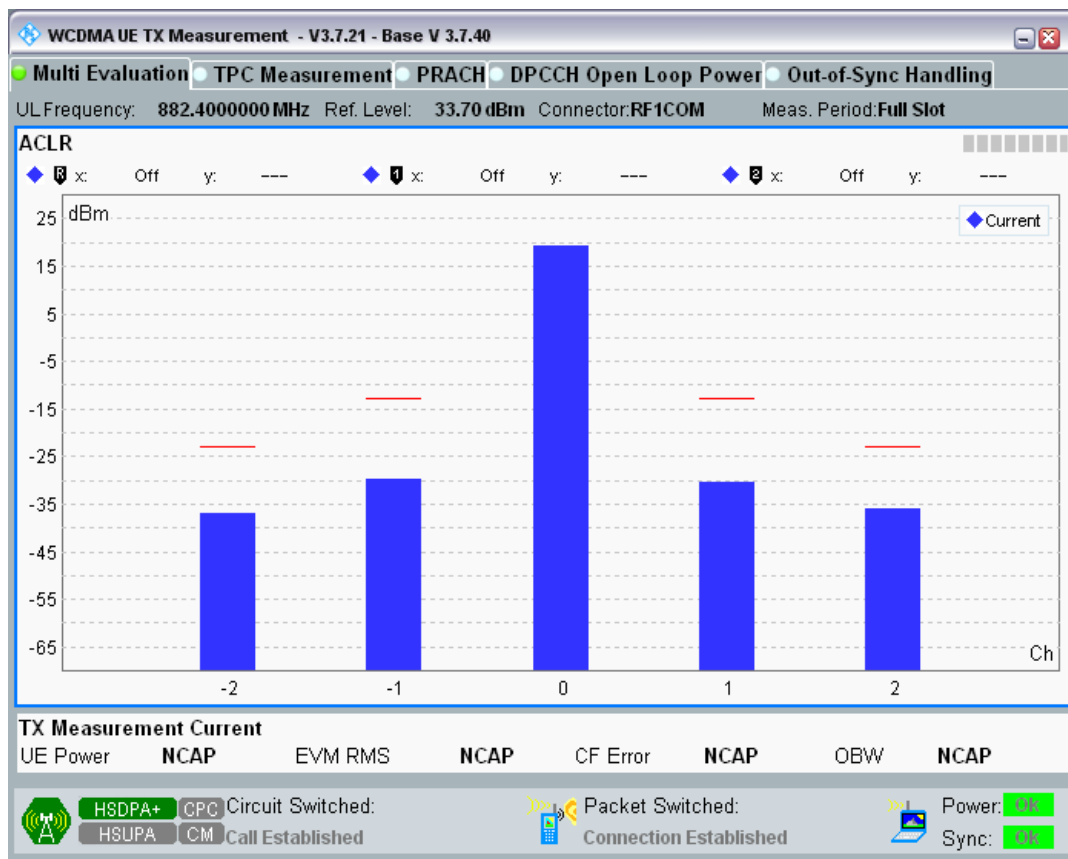 WCDMA UE TX Measurement - V3.7.21 - Base V 3.7.40
Multi Evaluation TPC Measurement PRACH DPCCH Open Loop Power Out-of-Sync Handling
UL Frequency: 882.4000000 MHz Ref. Level: 33.70 dBm Connector:RF1COM Meas. Period:Full Slot
ACLR
R x: Off y: --- 1 x: Off y: --- 2 x: Off y: ---
dBm
Current
25
15
5
-5
-15
-25
-35
-45
-55
-65
Ch
-2 -1 0 1 2
TX Measurement Current
UE Power NCAP EVM RMS NCAP CF Error NCAP OBW NCAP
HSDPA+ CPC Circuit Switched: Packet Switched: Power: OK
HSUPA CM Call Established Connection Established Sync: OK